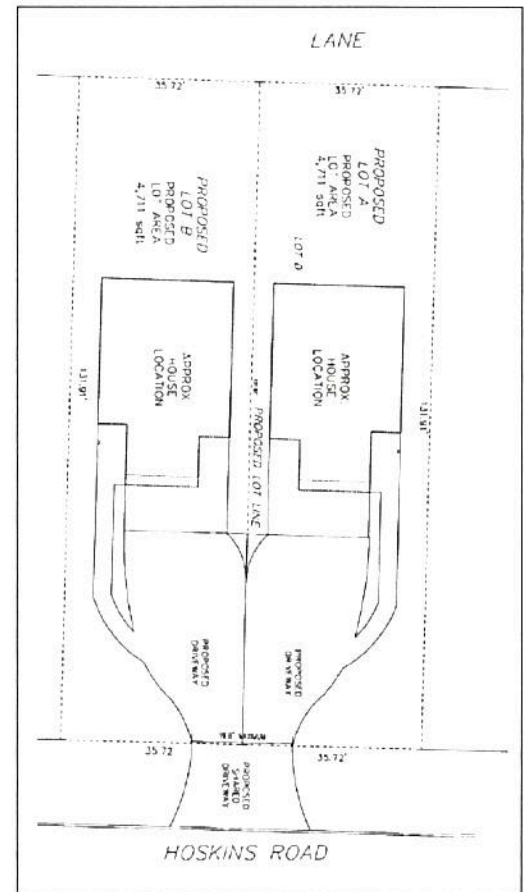 LANE
35.72'
35.72'
PROPOSED
LOT B
PROPOSED
LOT AREA
4,711 sqft
PROPOSED
LOT A
PROPOSED
LOT AREA
4,711 sqft
LOT D
APPROX.
HOUSE
LOCATION
APPROX.
HOUSE
LOCATION
131.91'
131.91'
PROPOSED LOT LINE
PROPOSED
DRIVEWAY
PROPOSED
DRIVEWAY
35.72
35.72'
PROPOSED
SHARED
DRIVEWAY
HOSKINS ROAD